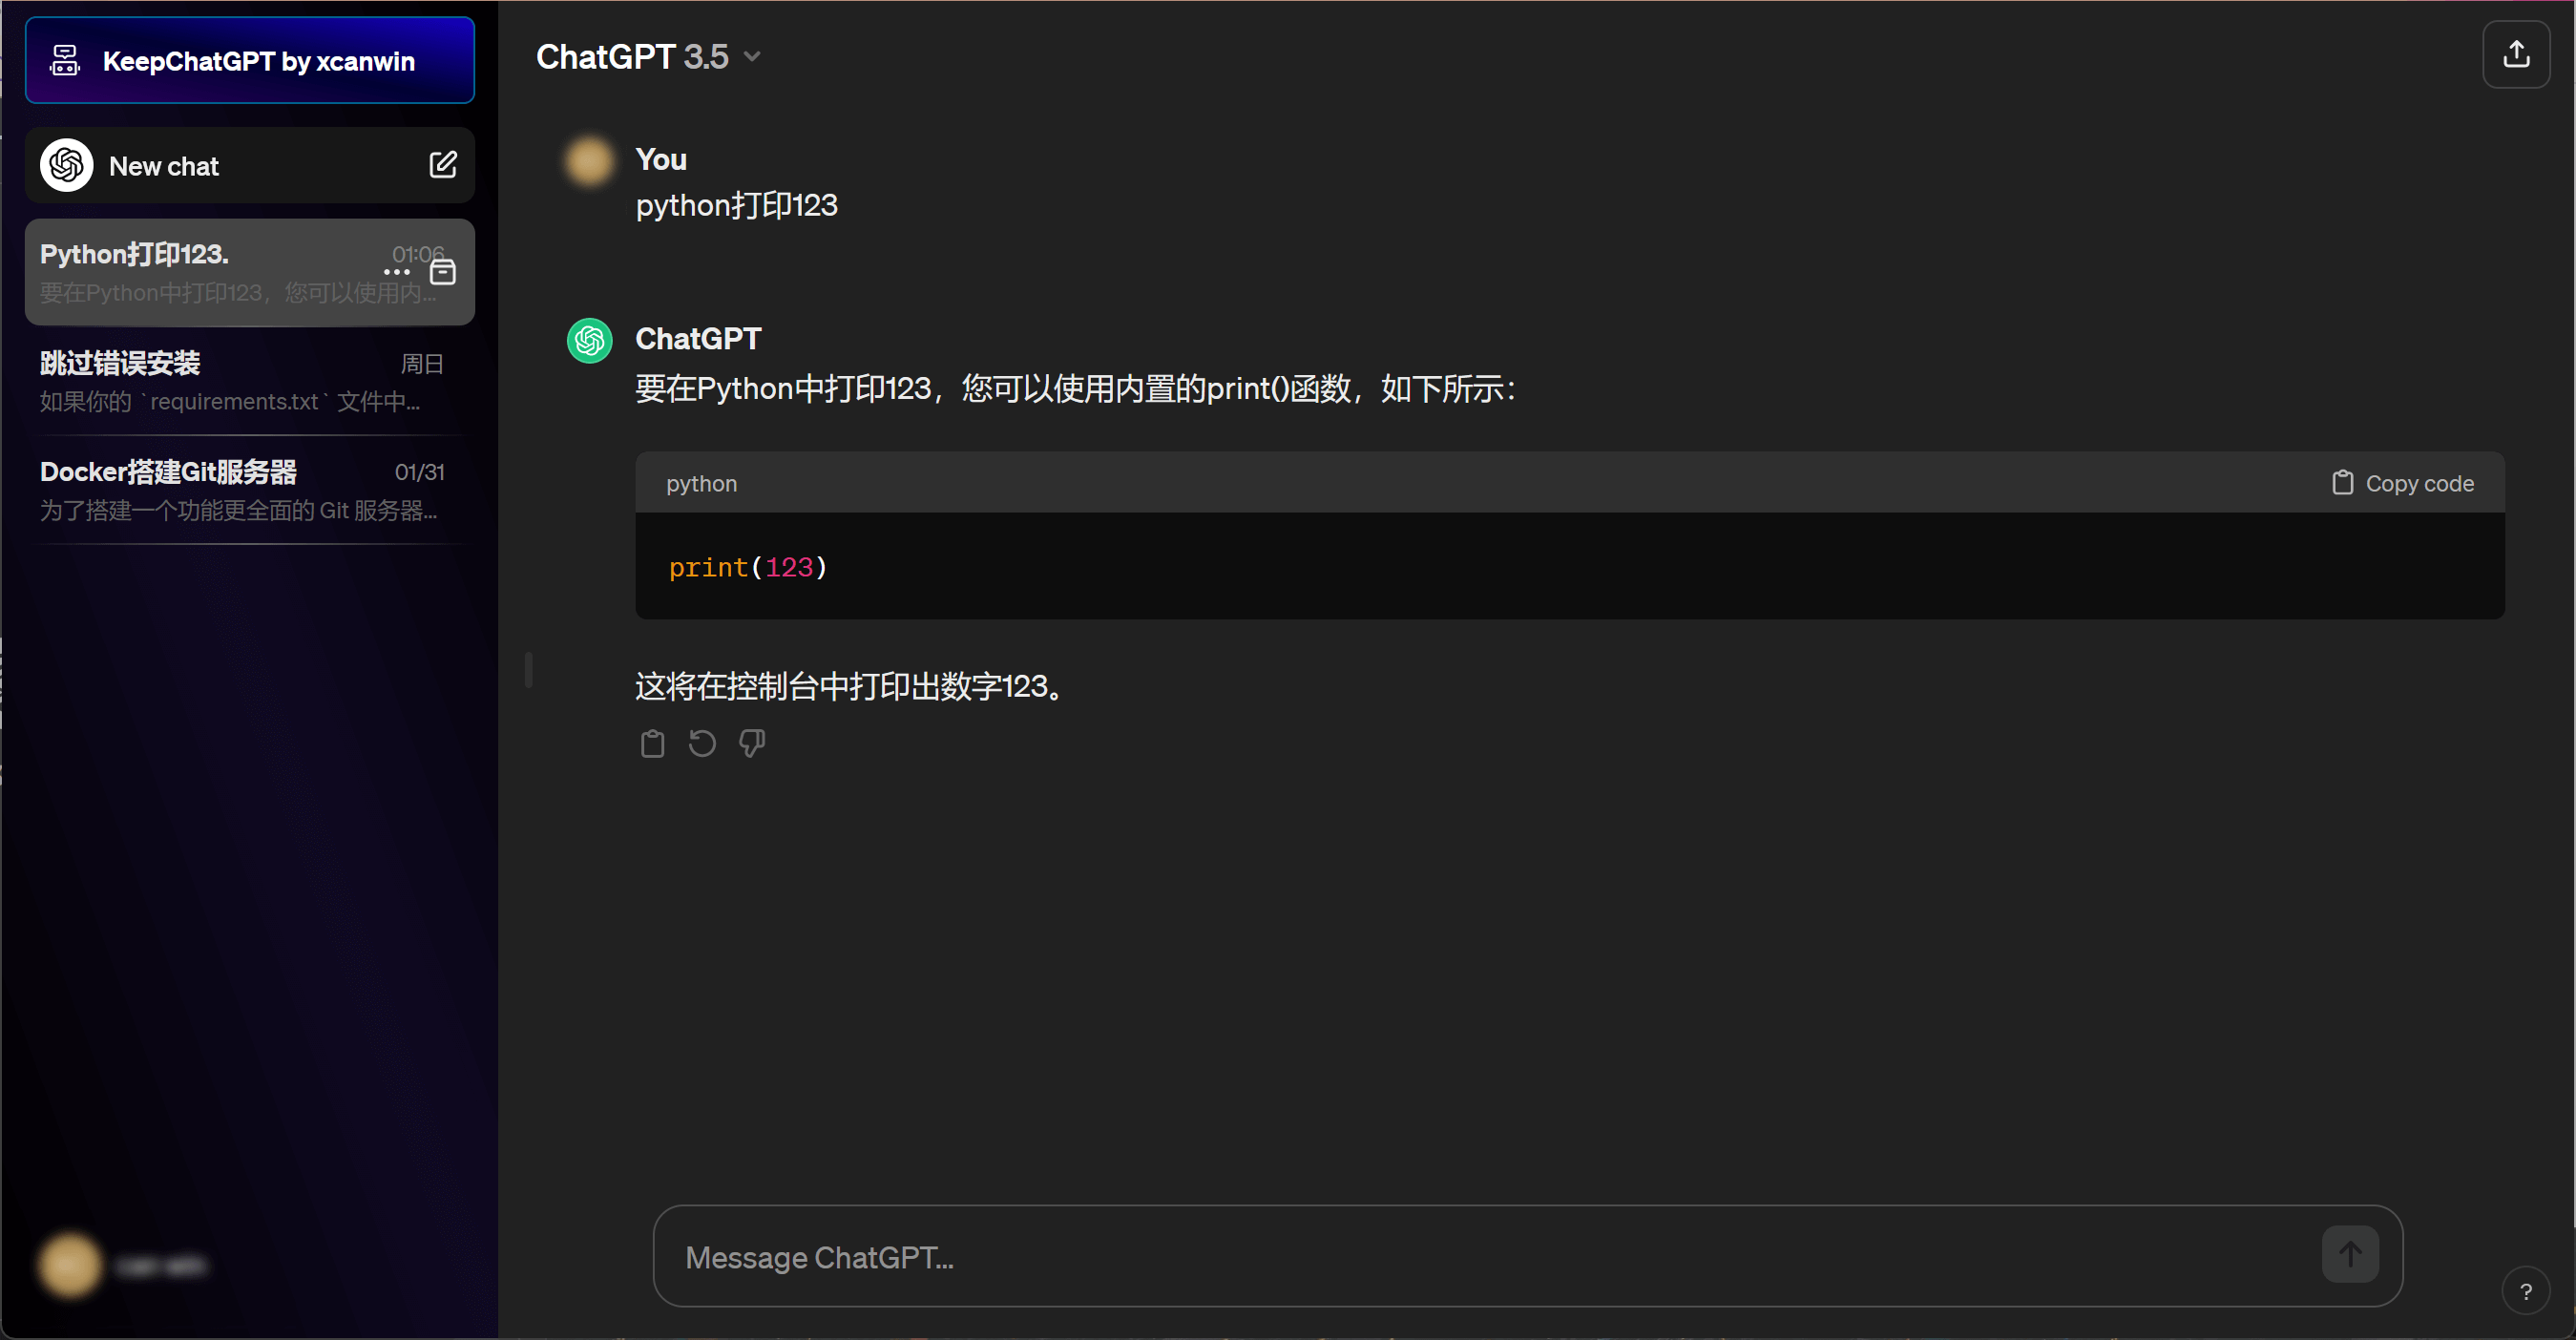 KeepChatGPT by xcanwin
New chat
Python打印123.
01:06
要在Python中打印123，您可以使用内...
跳过错误安装
周日
如果你的 `requirements.txt` 文件中...
Docker搭建Git服务器
01/31
为了搭建一个功能更全面的 Git 服务器...
ChatGPT 3.5
You
python打印123
ChatGPT
要在Python中打印123，您可以使用内置的print()函数，如下所示：
python
Copy code
print(123)
这将在控制台中打印出数字123。
Message ChatGPT...
?